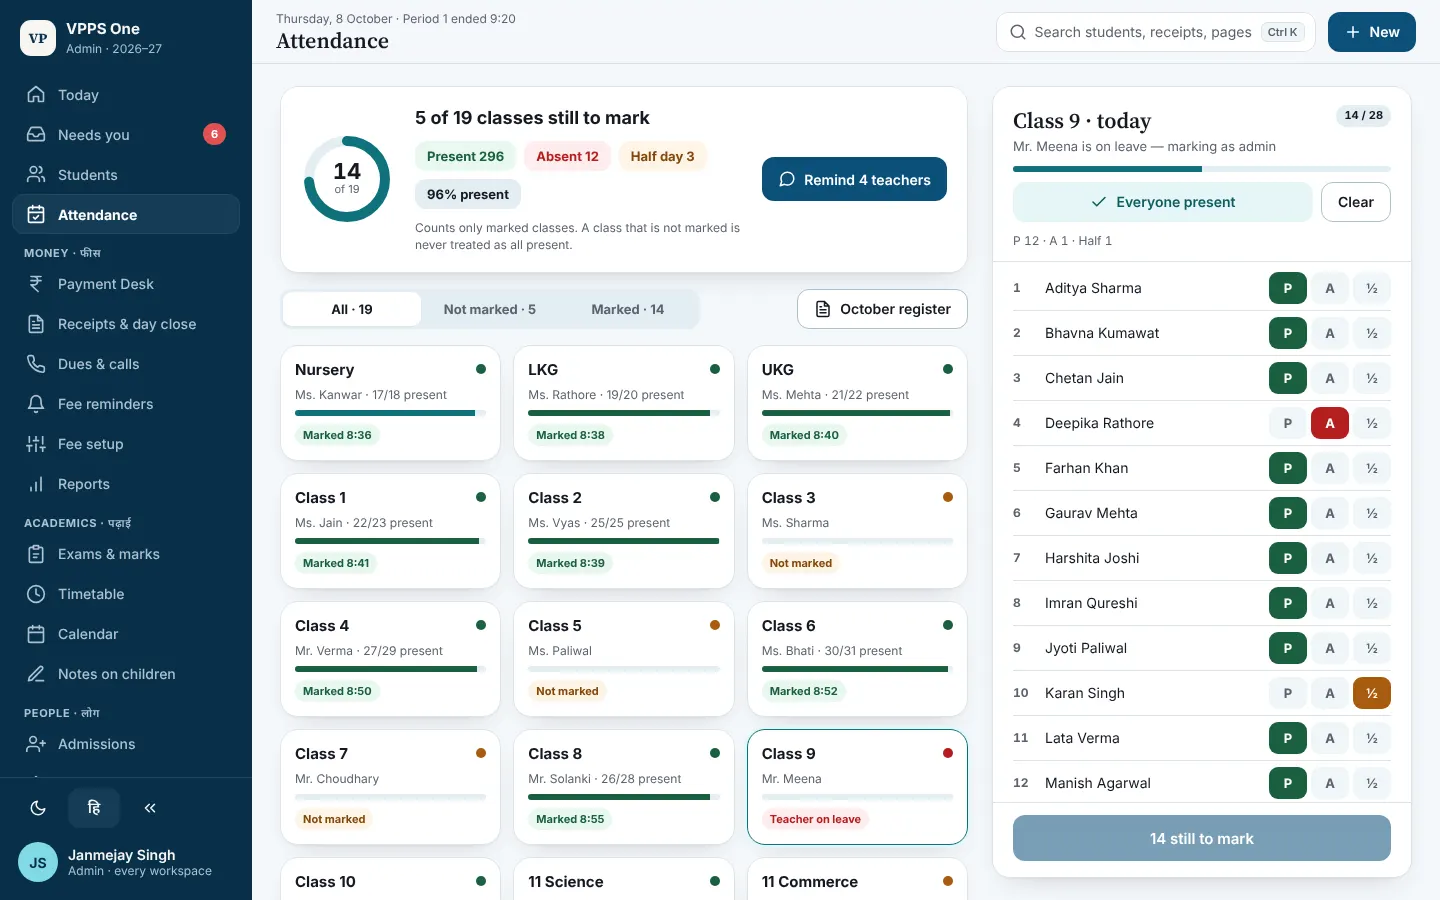 VP
VPPS One
Admin · 2026–27
Today
Needs you
6
Students
Attendance
MONEY · फीस
Payment Desk
Receipts & day close
Dues & calls
Fee reminders
Fee setup
Reports
ACADEMICS · पढ़ाई
Exams & marks
Timetable
Calendar
Notes on children
PEOPLE · लोग
Admissions
हि
JS
Janmejay Singh
Admin · every workspace
Thursday, 8 October · Period 1 ended 9:20
Attendance
Search students, receipts, pages
Ctrl K
New
14
of 19
5 of 19 classes still to mark
Present 296
Absent 12
Half day 3
96% present
Counts only marked classes. A class that is not marked is
never treated as all present.
Remind 4 teachers
All · 19
Not marked · 5
Marked · 14
October register
Nursery
Ms. Kanwar · 17/18 present
Marked 8:36
LKG
Ms. Rathore · 19/20 present
Marked 8:38
UKG
Ms. Mehta · 21/22 present
Marked 8:40
Class 1
Ms. Jain · 22/23 present
Marked 8:41
Class 2
Ms. Vyas · 25/25 present
Marked 8:39
Class 3
Ms. Sharma
Not marked
Class 4
Mr. Verma · 27/29 present
Marked 8:50
Class 5
Ms. Paliwal
Not marked
Class 6
Ms. Bhati · 30/31 present
Marked 8:52
Class 7
Mr. Choudhary
Not marked
Class 8
Mr. Solanki · 26/28 present
Marked 8:55
Class 9
Mr. Meena
Teacher on leave
Class 10
11 Science
11 Commerce
Class 9 · today
14 / 28
Mr. Meena is on leave — marking as admin
Everyone present
Clear
P 12 · A 1 · Half 1
1 Aditya Sharma P A ½
2 Bhavna Kumawat P A ½
3 Chetan Jain P A ½
4 Deepika Rathore P A ½
5 Farhan Khan P A ½
6 Gaurav Mehta P A ½
7 Harshita Joshi P A ½
8 Imran Qureshi P A ½
9 Jyoti Paliwal P A ½
10 Karan Singh P A ½
11 Lata Verma P A ½
12 Manish Agarwal P A ½
14 still to mark